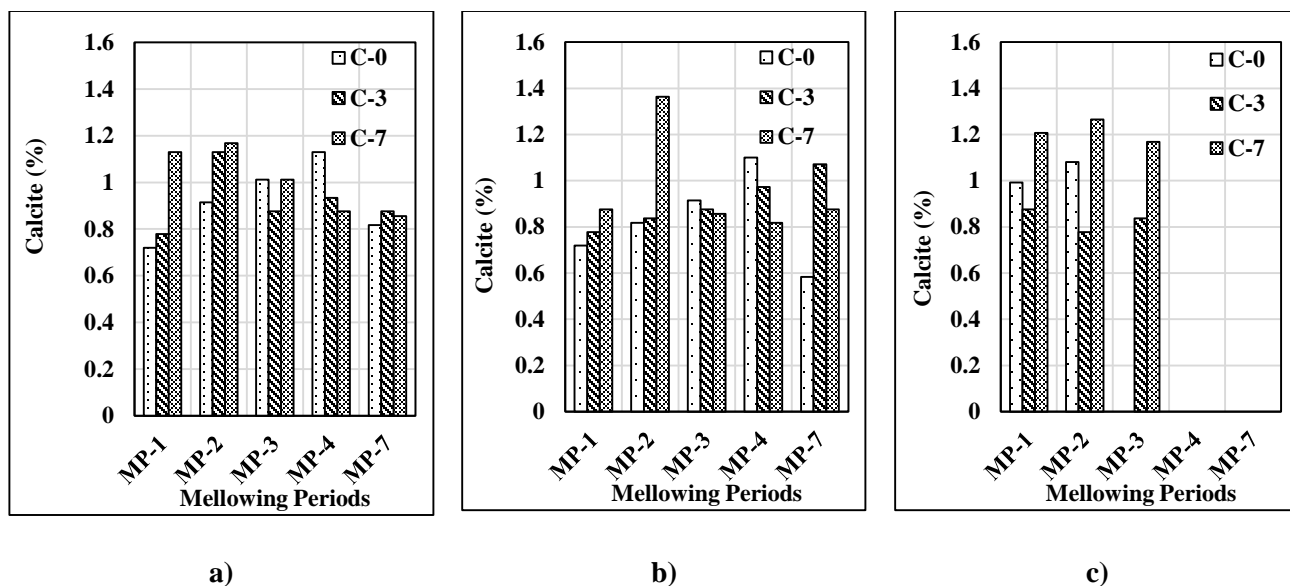 1.6
1.4
1.2
1
0.8
0.6
0.4
0.2
0
Calcite (%)
C-0
C-3
C-7
MP-1 MP-2 MP-3 MP-4 MP-7
Mellowing Periods
a)
1.6
1.4
1.2
1
0.8
0.6
0.4
0.2
0
Calcite (%)
C-0
C-3
C-7
MP-1 MP-2 MP-3 MP-4 MP-7
Mellowing Periods
b)
1.6
1.4
1.2
1
0.8
0.6
0.4
0.2
0
Calcite (%)
C-0
C-3
C-7
MP-1 MP-2 MP-3 MP-4 MP-7
Mellowing Periods
c)